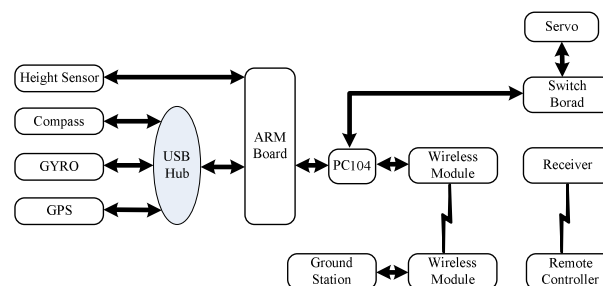 Servo
Height Sensor
Switch
Borad
Compass
ARM
Board
USB
Hub
GYRO
PC104
Wireless
Module
Receiver
GPS
Ground
Station
Wireless
Module
Remote
Controller